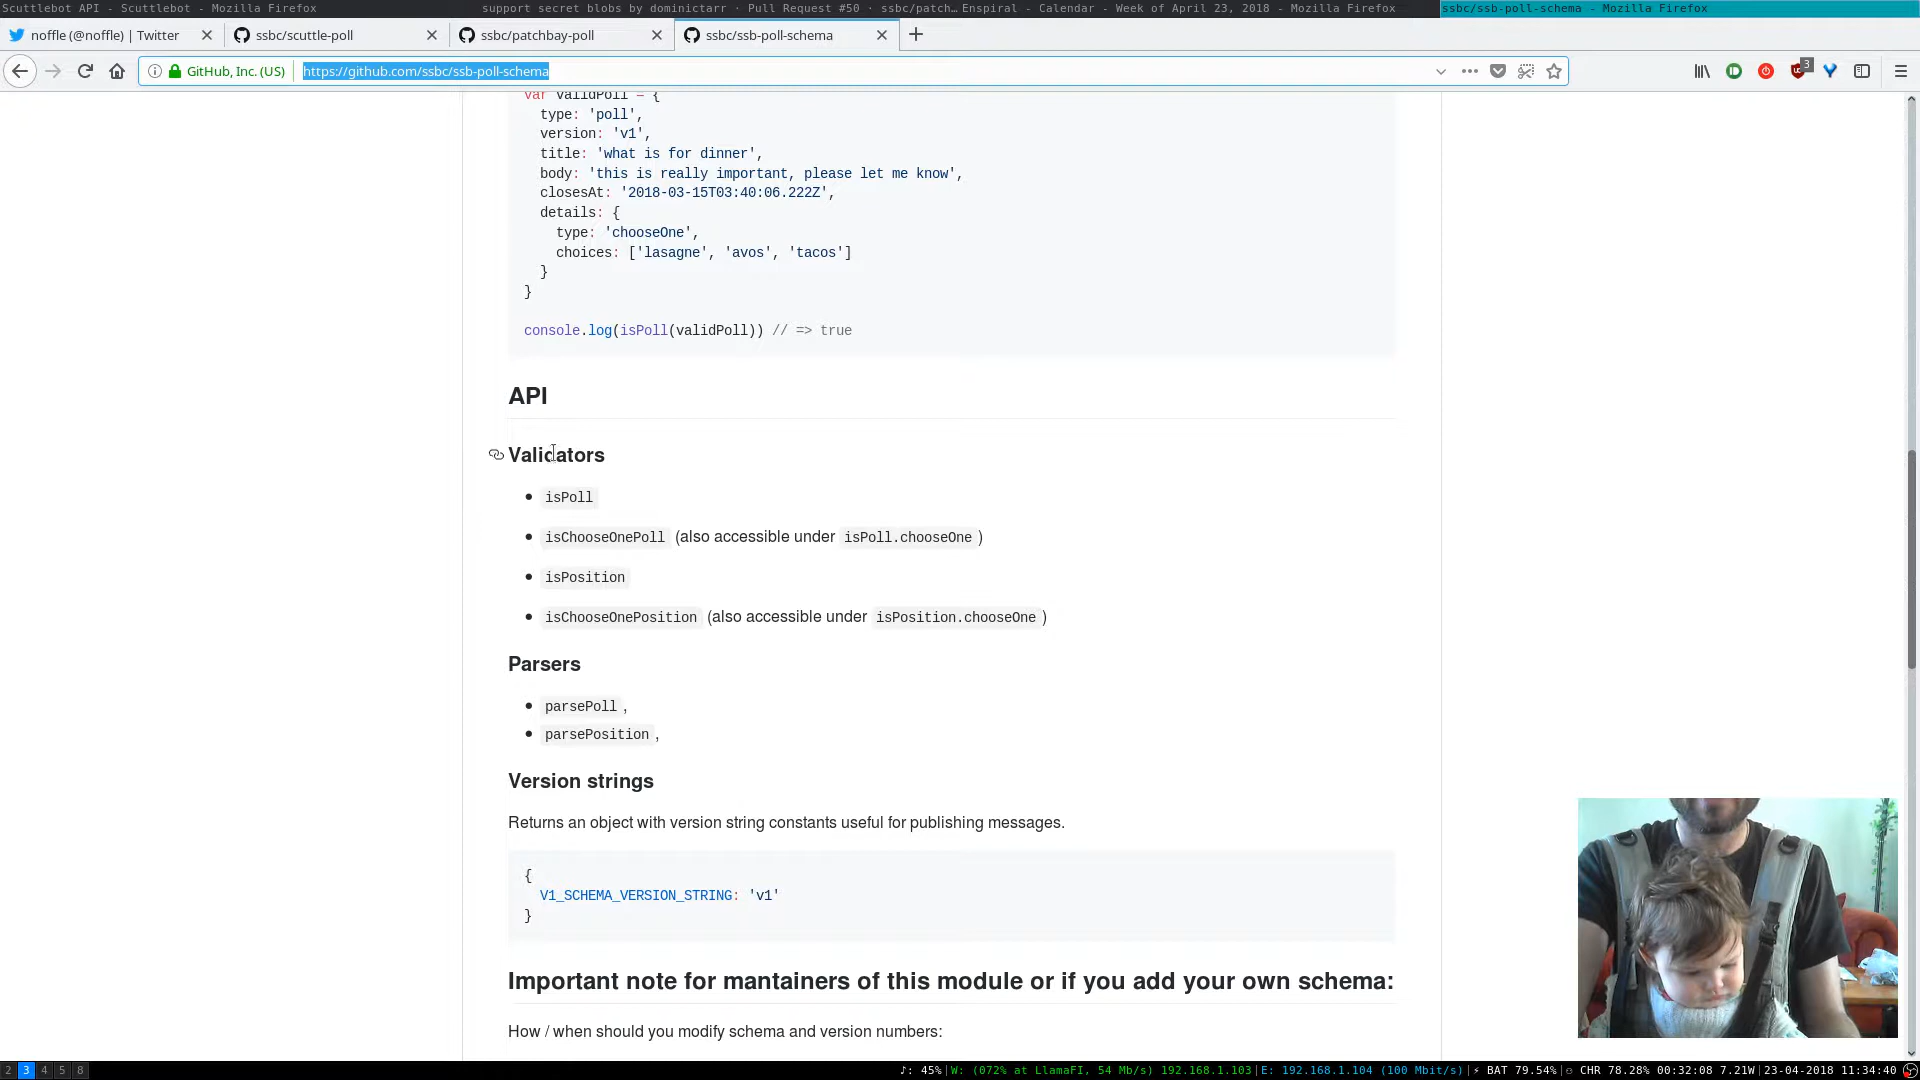 Scuttlebot API - Scuttlebot - Mozilla Firefox support secret blobs by dominictarr · Pull Request #50 · ssbc/patch… Enspiral - Calendar - Week of April 23, 2018 - Mozilla Firefox ssbc/ssb-poll-schema - Mozilla Firefox
noffle (@noffle) | Twitter ssbc/scuttle-poll ssbc/patchbay-poll ssbc/ssb-poll-schema
GitHub, Inc. (US) https://github.com/ssbc/ssb-poll-schema 3
var validPoll = {
type: 'poll',
version: 'v1',
title: 'what is for dinner',
body: 'this is really important, please let me know',
closesAt: '2018-03-15T03:40:06.222Z',
details: {
type: 'chooseOne',
choices: ['lasagne', 'avos', 'tacos']
}
}
console.log(isPoll(validPoll)) // => true
API
Validators
• isPoll
• isChooseOnePoll (also accessible under isPoll.chooseOne )
• isPosition
• isChooseOnePosition (also accessible under isPosition.chooseOne )
Parsers
• parsePoll ,
• parsePosition ,
Version strings
Returns an object with version string constants useful for publishing messages.
{
V1_SCHEMA_VERSION_STRING: 'v1'
}
Important note for mantainers of this module or if you add your own schema:
How / when should you modify schema and version numbers:
2 3 4 5 8 ♪: 45%|W: (072% at LlamaFI, 54 Mb/s) 192.168.1.103|E: 192.168.1.104 (100 Mbit/s)|⚡ BAT 79.54%|☼ CHR 78.28% 00:32:08 7.21W|23-04-2018 11:34:40